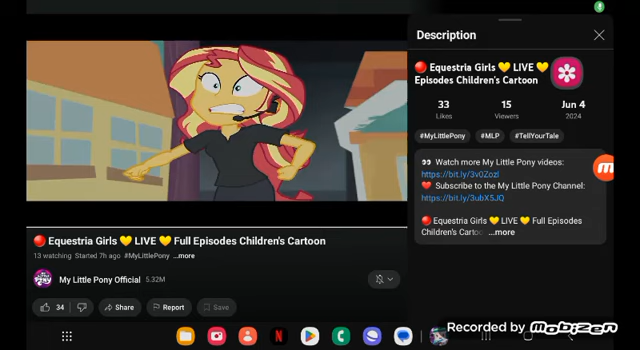 Description
🔴 Equestria Girls 💛 LIVE 💛
Episodes Children's Cartoon
33 15 Jun 4
Likes Viewers 2024
#MyLittlePony #MLP #TellYourTale
👀 Watch more My Little Pony videos:
https://bit.ly/3v0Zozl
❤️ Subscribe to the My Little Pony Channel:
https://bit.ly/3ubX5JQ
🔴 Equestria Girls 💛 LIVE 💛 Full Episodes
Children's Cartoo ...more
🔴 Equestria Girls 💛 LIVE 💛 Full Episodes Children's Cartoon
13 watching Started 7h ago #MyLittlePony ...more
My Little Pony Official 5.32M
34 Share Report Save
Recorded by mobizen